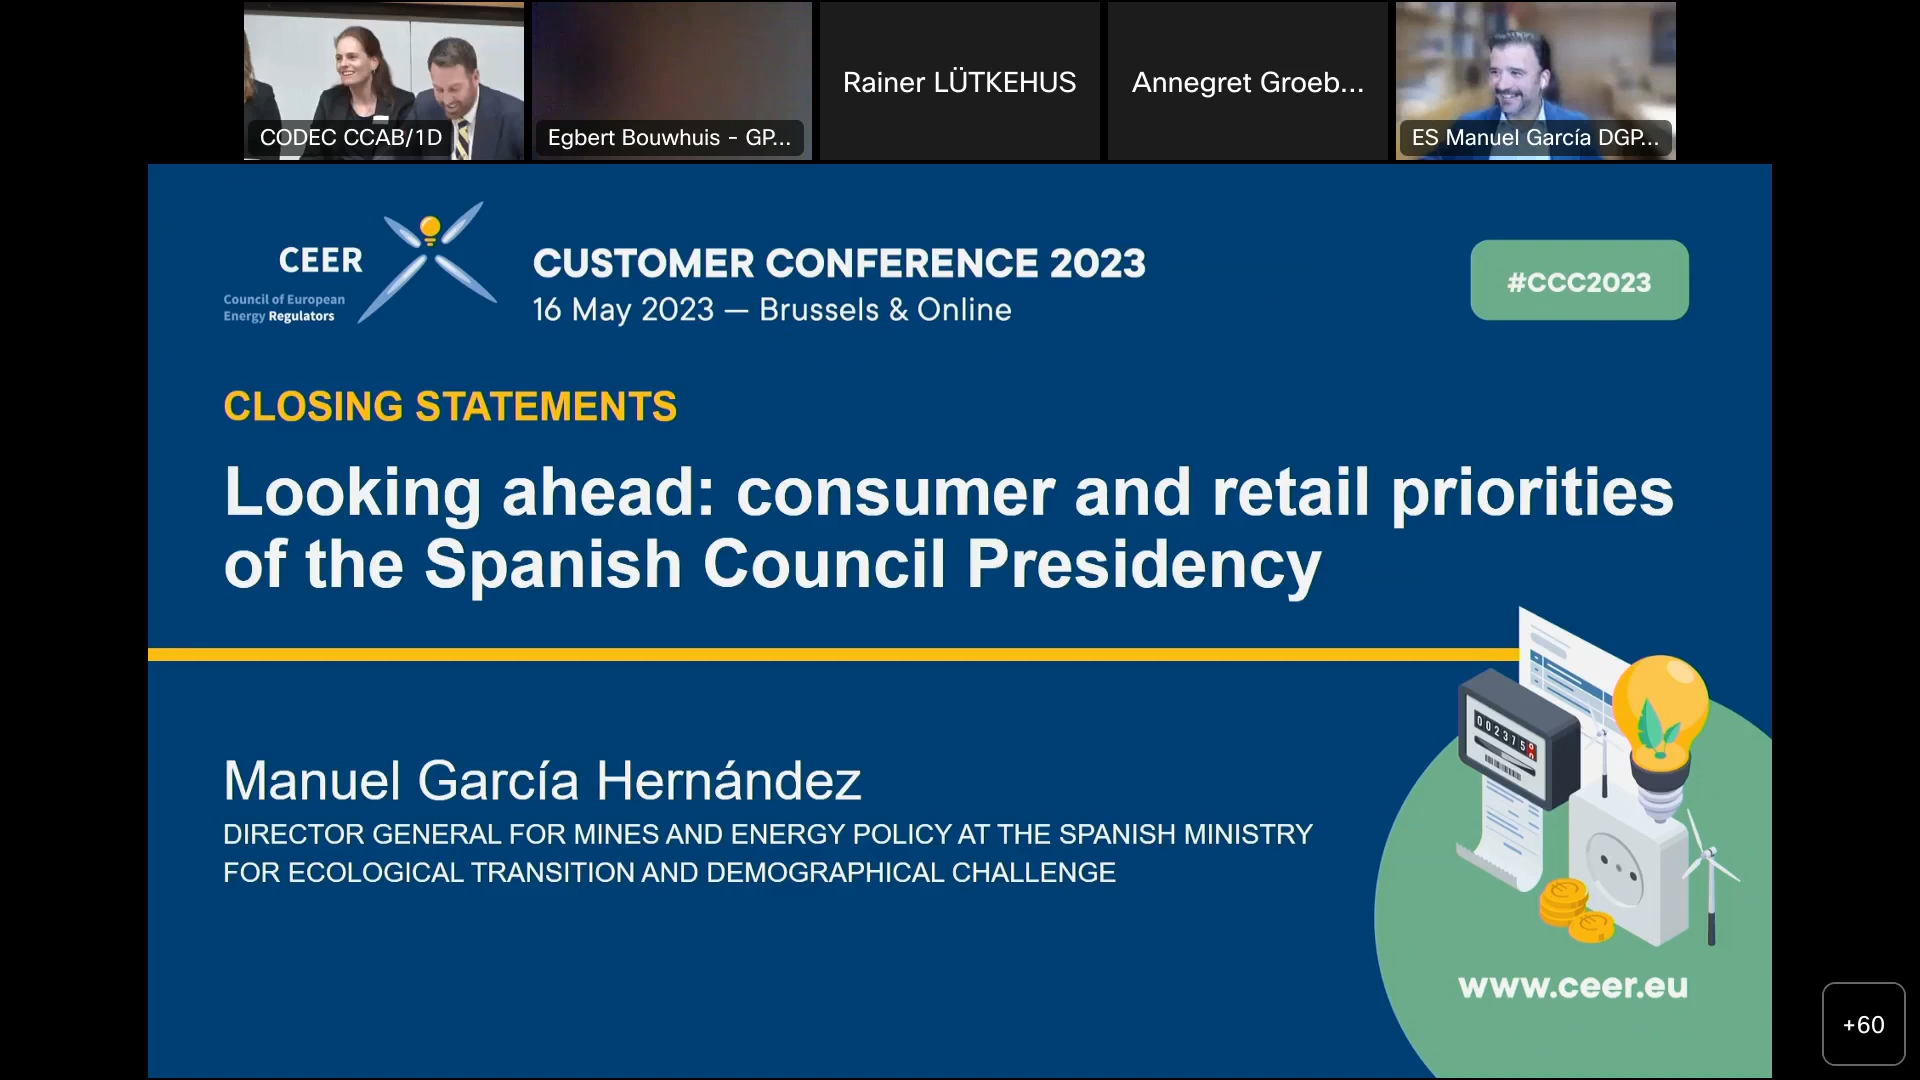 CODEC CCAB/1D
Egbert Bouwhuis - GP...
Rainer LÜTKEHUS
Annegret Groeb...
ES Manuel García DGP...
CEER
Council of European
Energy Regulators
CUSTOMER CONFERENCE 2023
16 May 2023 — Brussels & Online
#CCC2023
CLOSING STATEMENTS
Looking ahead: consumer and retail priorities
of the Spanish Council Presidency
Manuel García Hernández
DIRECTOR GENERAL FOR MINES AND ENERGY POLICY AT THE SPANISH MINISTRY
FOR ECOLOGICAL TRANSITION AND DEMOGRAPHICAL CHALLENGE
002375
www.ceer.eu
+60